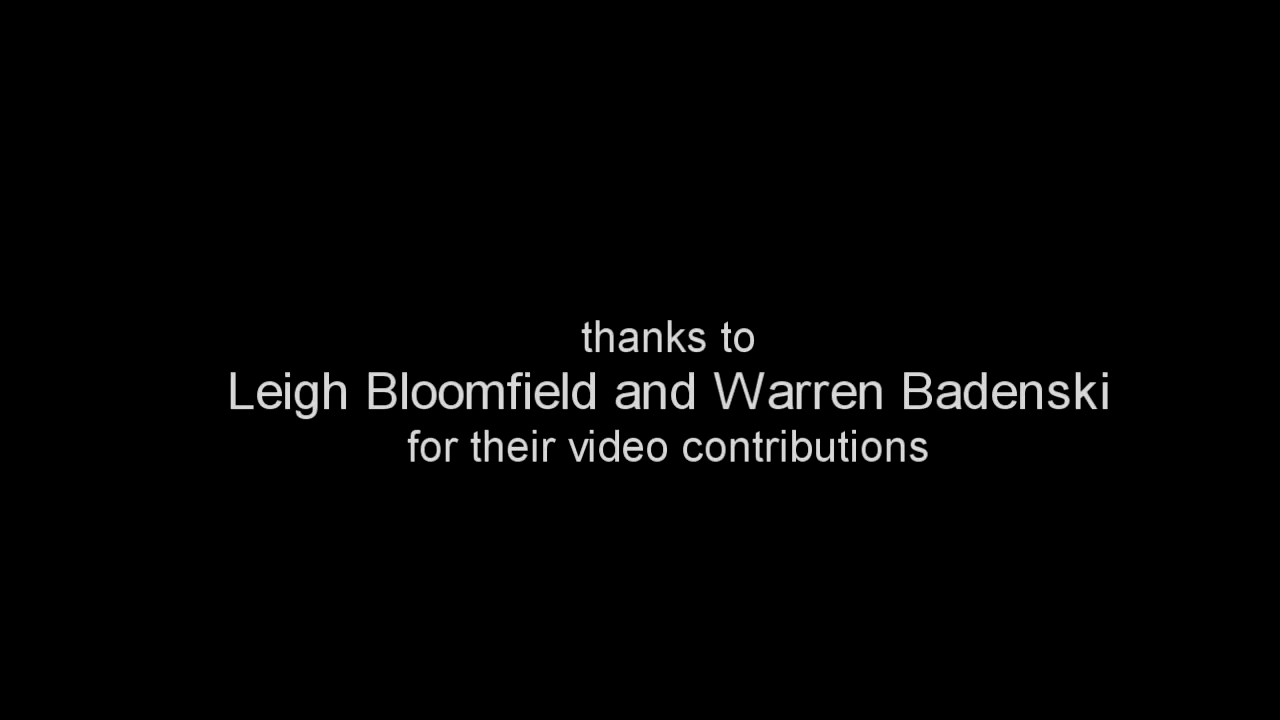 thanks to
Leigh Bloomfield and Warren Badenski
for their video contributions